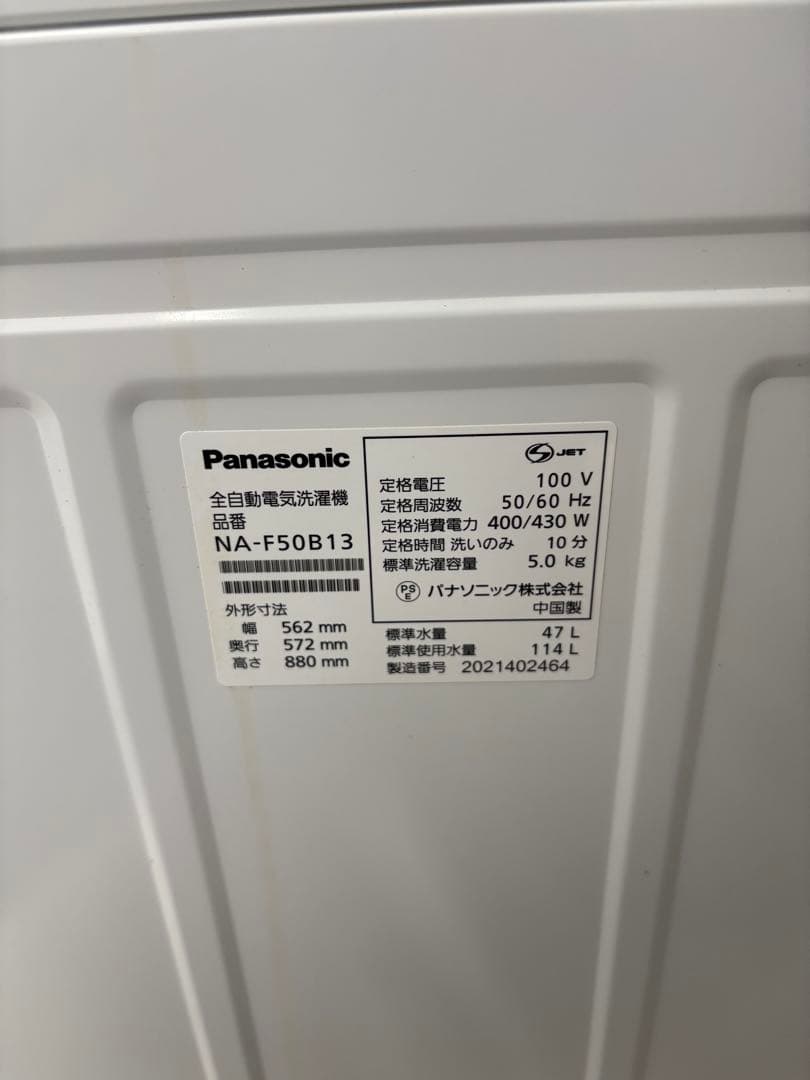 Panasonic
全自動電気洗濯機
品番
NA-F50B13
外形寸法
幅 562 mm
奥行 572 mm
高さ 880 mm
JET
定格電圧 100 V
定格周波数 50/60 Hz
定格消費電力 400/430 W
定格時間 洗いのみ 10 分
標準洗濯容量 5.0 kg
PSE パナソニック株式会社
中国製
標準水量 47 L
標準使用水量 114 L
製造番号 2021402464